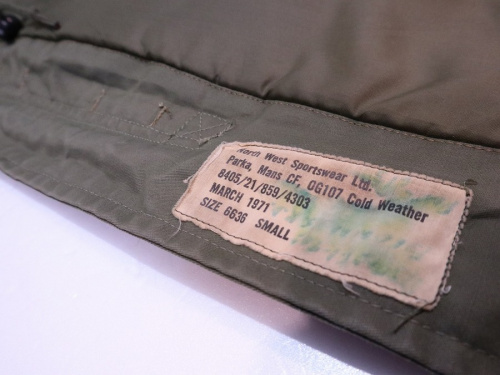 North West Sportswear Ltd.
Parka, Mans CF, OG107 Cold Weather
8405/21/859/4303
MARCH 1971
SIZE 6636 SMALL